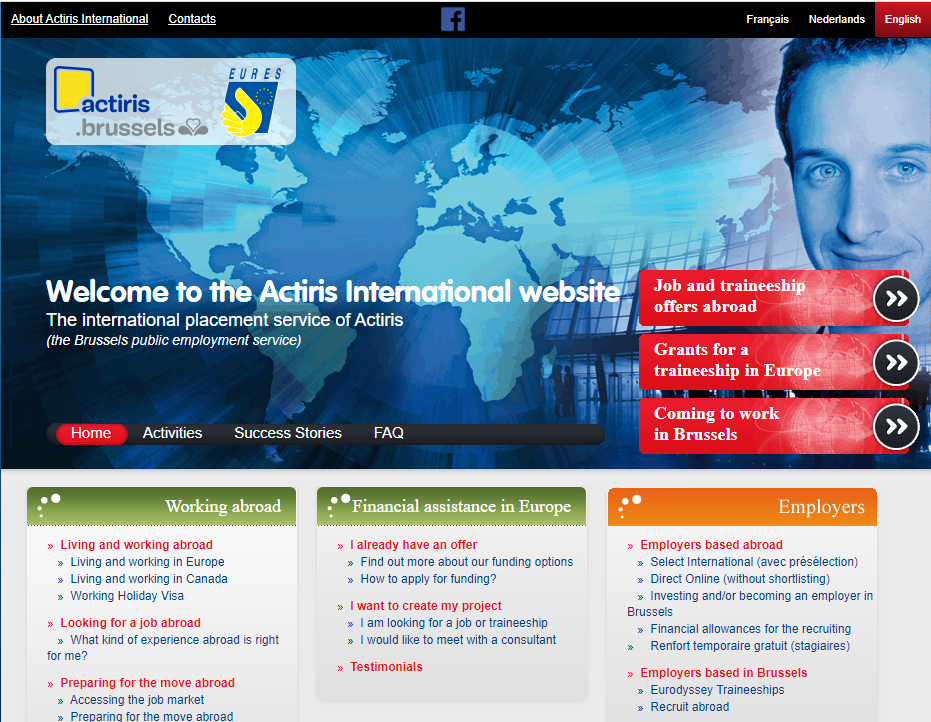 About Actiris International
Contacts
Français
Nederlands
English
actiris
.brussels
EURES
Welcome to the Actiris International website
The international placement service of Actiris
(the Brussels public employment service)
Job and traineeship
offers abroad
Grants for a
traineeship in Europe
Coming to work
in Brussels
Home
Activities
Success Stories
FAQ
Working abroad
» Living and working abroad
» Living and working in Europe
» Living and working in Canada
» Working Holiday Visa
» Looking for a job abroad
» What kind of experience abroad is right
for me?
» Preparing for the move abroad
» Accessing the job market
» Preparing for the move abroad
Financial assistance in Europe
» I already have an offer
» Find out more about our funding options
» How to apply for funding?
» I want to create my project
» I am looking for a job or traineeship
» I would like to meet with a consultant
» Testimonials
Employers
» Employers based abroad
» Select International (avec présélection)
» Direct Online (without shortlisting)
» Investing and/or becoming an employer in
Brussels
» Financial allowances for the recruiting
» Renfort temporaire gratuit (stagiaires)
» Employers based in Brussels
» Eurodyssey Traineeships
» Recruit abroad